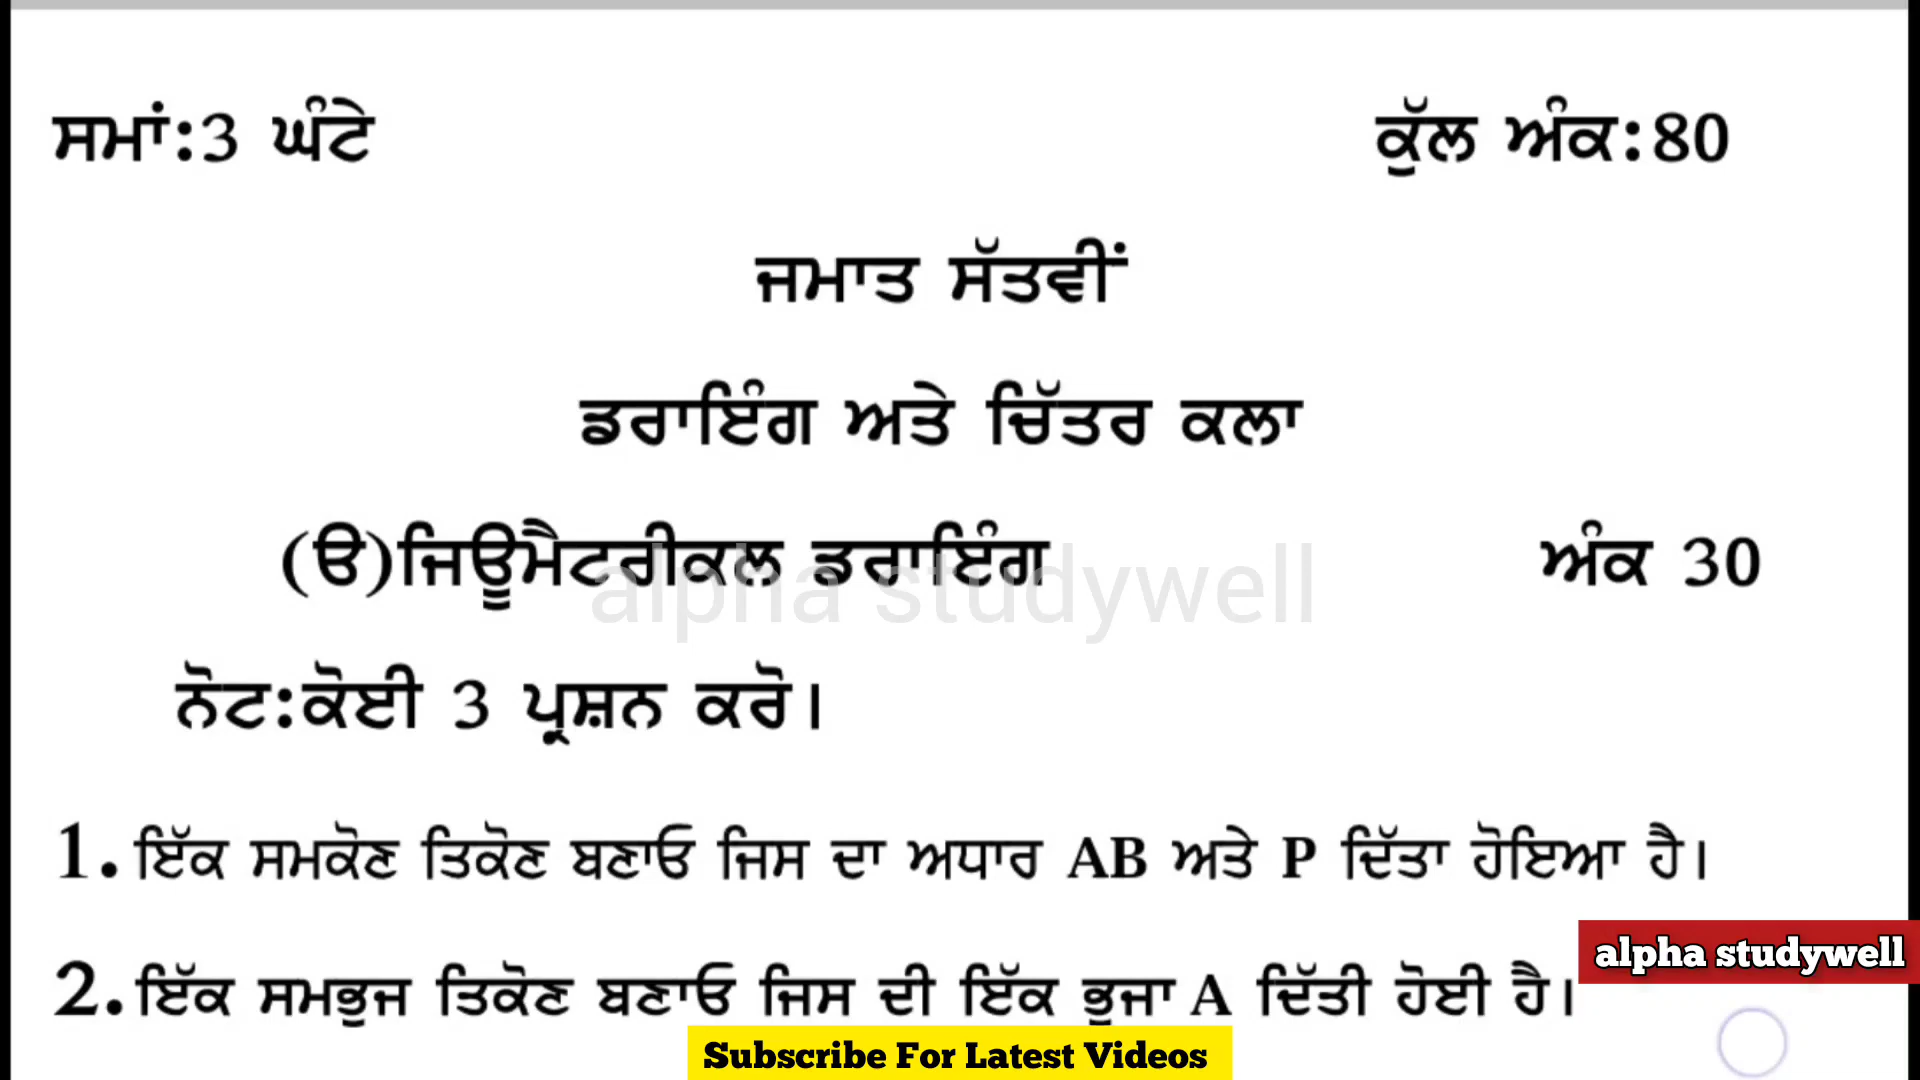 ਸਮਾਂ:3 ਘੰਟੇ ਕੁੱਲ ਅੰਕ:80
ਜਮਾਤ ਸੱਤਵੀਂ
ਡਰਾਇੰਗ ਅਤੇ ਚਿੱਤਰ ਕਲਾ
(ੳ)ਜਿਊਮੈਟਰੀਕਲ ਡਰਾਇੰਗ ਅੰਕ 30
alpha studywell
ਨੋਟ:ਕੋਈ 3 ਪ੍ਰਸ਼ਨ ਕਰੋ।
1.ਇੱਕ ਸਮਕੋਣ ਤਿਕੋਣ ਬਣਾਓ ਜਿਸ ਦਾ ਅਧਾਰ AB ਅਤੇ P ਦਿੱਤਾ ਹੋਇਆ ਹੈ।
alpha studywell
2.ਇੱਕ ਸਮਭੁਜ ਤਿਕੋਣ ਬਣਾਓ ਜਿਸ ਦੀ ਇੱਕ ਭੁਜਾ A ਦਿੱਤੀ ਹੋਈ ਹੈ।
Subscribe For Latest Videos